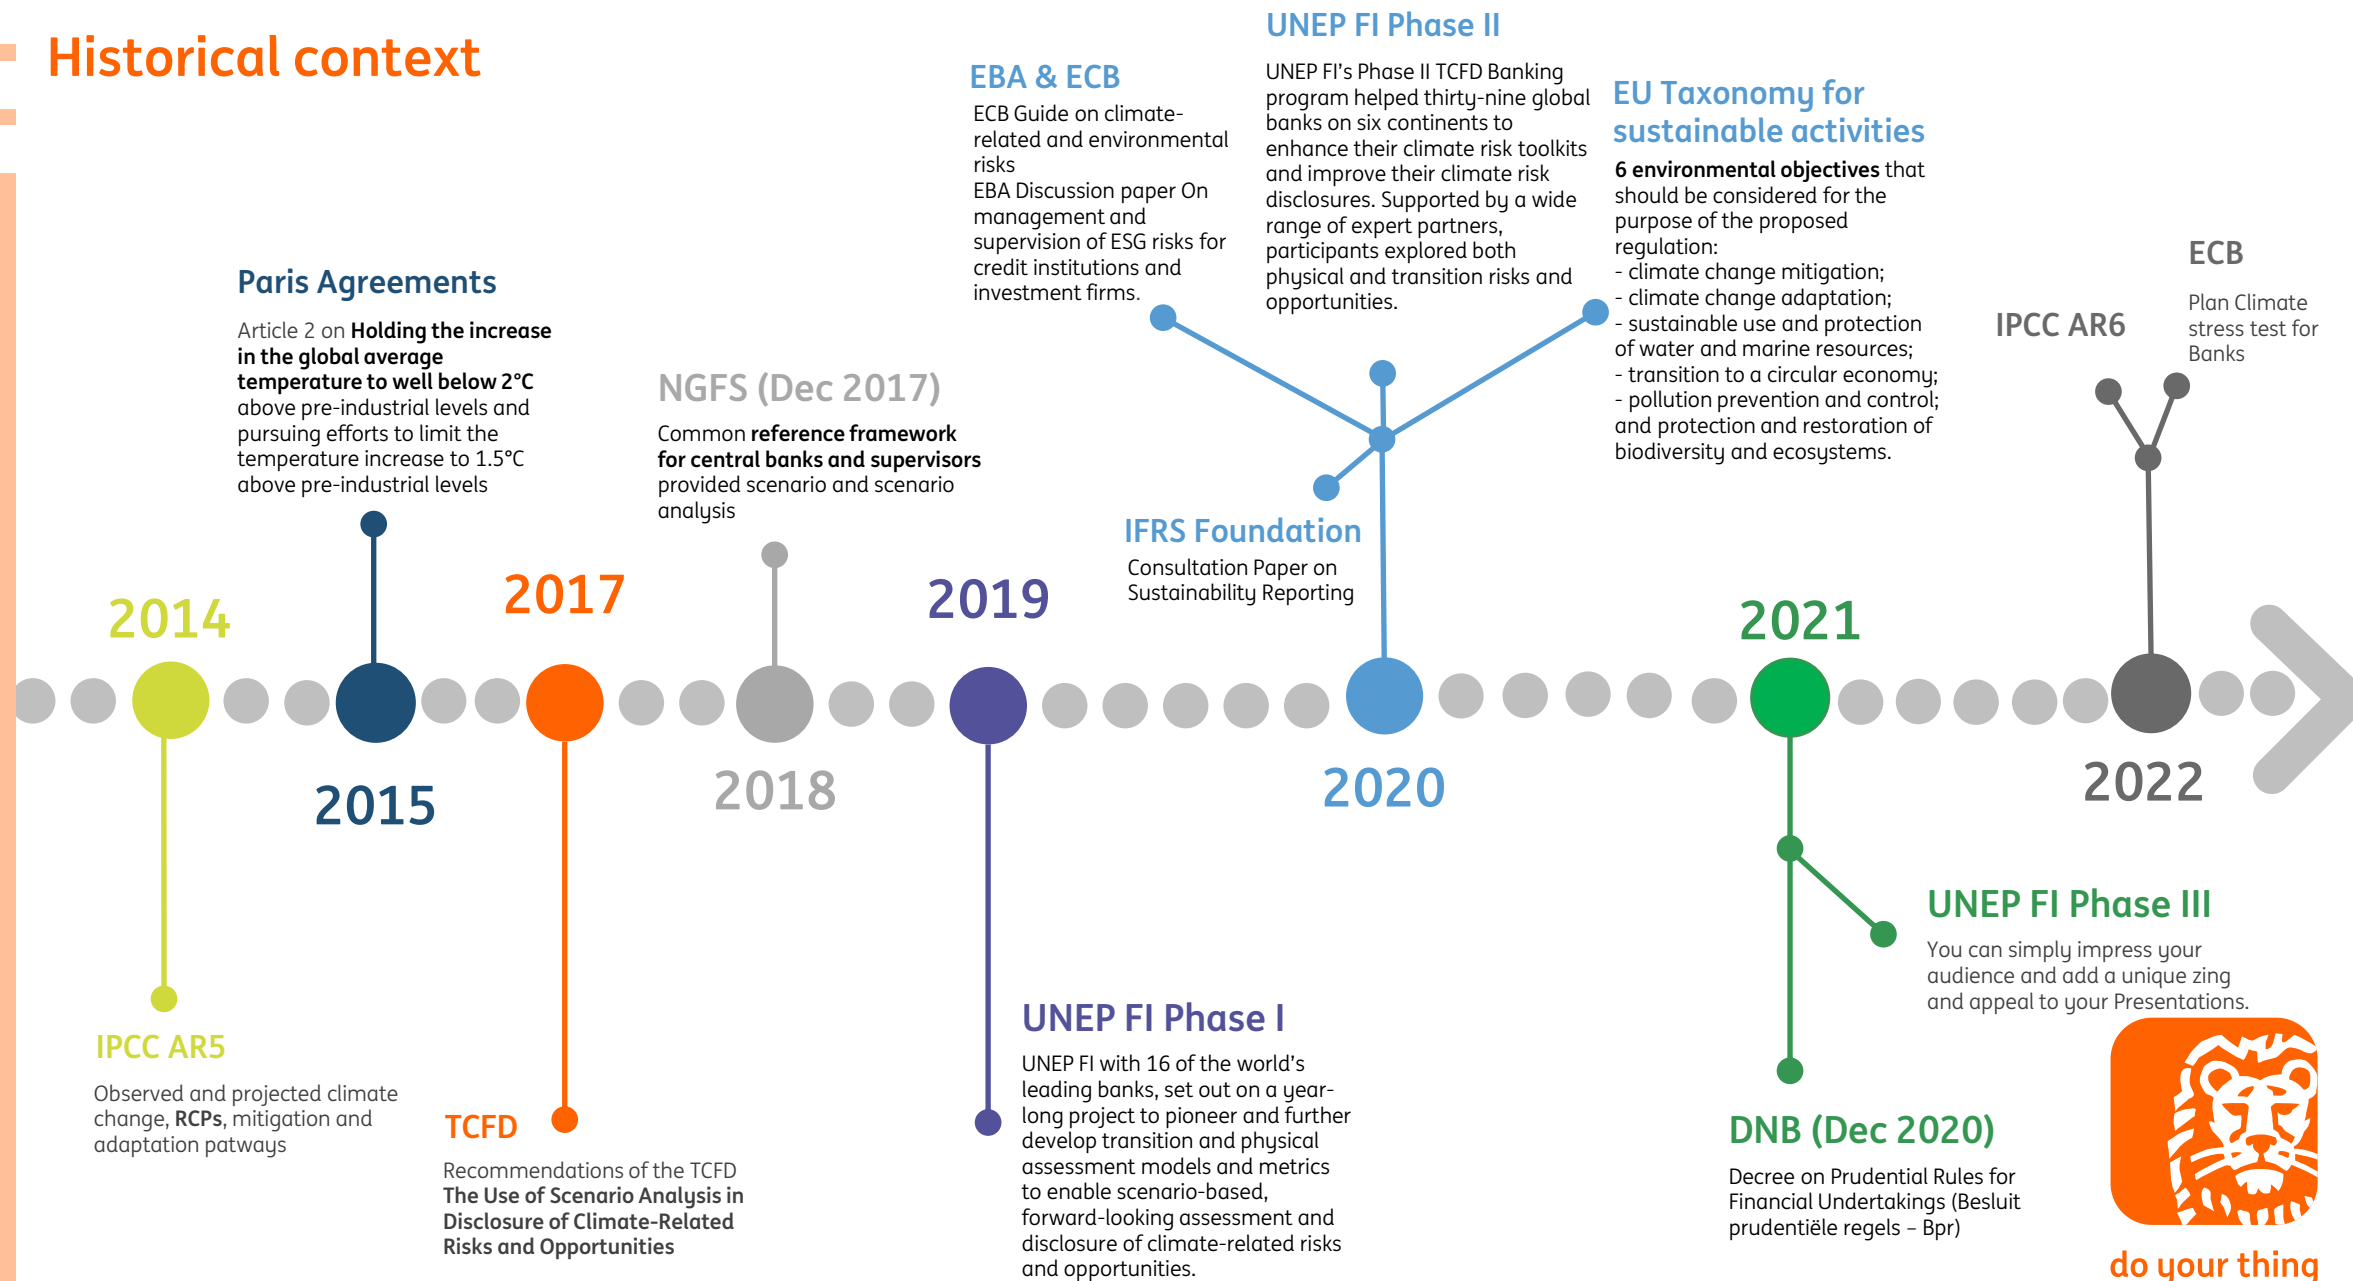 Historical context
UNEP FI Phase II
UNEP FI's Phase II TCFD Banking
program helped thirty-nine global
banks on six continents to
enhance their climate risk toolkits
and improve their climate risk
disclosures. Supported by a wide
range of expert partners,
participants explored both
physical and transition risks and
opportunities.
EBA & ECB
ECB Guide on climate-
related and environmental
risks
EBA Discussion paper On
management and
supervision of ESG risks for
credit institutions and
investment firms.
EU Taxonomy for
sustainable activities
6 environmental objectives that
should be considered for the
purpose of the proposed
regulation:
- climate change mitigation;
- climate change adaptation;
- sustainable use and protection
of water and marine resources;
- transition to a circular economy;
- pollution prevention and control;
and protection and restoration of
biodiversity and ecosystems.
ECB
Plan Climate
stress test for
Banks
IPCC AR6
Paris Agreements
Article 2 on Holding the increase
in the global average
temperature to well below 2°C
above pre-industrial levels and
pursuing efforts to limit the
temperature increase to 1.5°C
above pre-industrial levels
NGFS (Dec 2017)
Common reference framework
for central banks and supervisors
provided scenario and scenario
analysis
IFRS Foundation
Consultation Paper on
Sustainability Reporting
2014
2015
2017
2018
2019
2020
2021
2022
IPCC AR5
Observed and projected climate
change, RCPs, mitigation and
adaptation patways
TCFD
Recommendations of the TCFD
The Use of Scenario Analysis in
Disclosure of Climate-Related
Risks and Opportunities
UNEP FI Phase I
UNEP FI with 16 of the world's
leading banks, set out on a year-
long project to pioneer and further
develop transition and physical
assessment models and metrics
to enable scenario-based,
forward-looking assessment and
disclosure of climate-related risks
and opportunities.
UNEP FI Phase III
You can simply impress your
audience and add a unique zing
and appeal to your Presentations.
DNB (Dec 2020)
Decree on Prudential Rules for
Financial Undertakings (Besluit
prudentiële regels – Bpr)
do your thing